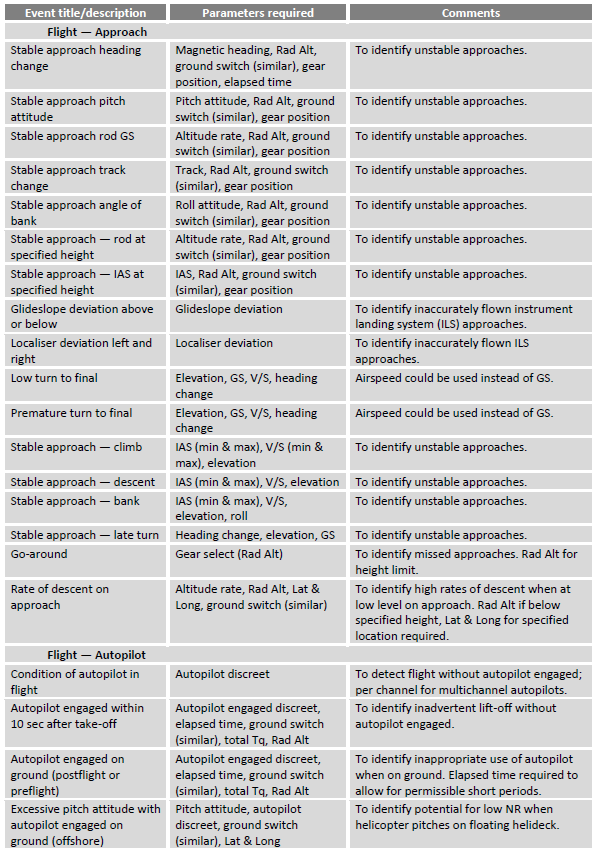 Event title/description Parameters required Comments
Flight — Approach
Stable approach heading Magnetic heading, Rad Alt, To identify unstable approaches.
change ground switch (similar), gear
position, elapsed time
Stable approach pitch Pitch attitude, Rad Alt, ground To identify unstable approaches.
attitude switch (similar), gear position
Stable approach rod GS Altitude rate, Rad Alt, ground To identify unstable approaches.
switch (similar), gear position
Stable approach track Track, Rad Alt, ground switch To identify unstable approaches.
change (similar), gear position
Stable approach angle of Roll attitude, Rad Alt, ground To identify unstable approaches.
bank switch (similar), gear position
Stable approach — rod at Altitude rate, Rad Alt, ground To identify unstable approaches.
specified height switch (similar), gear position
Stable approach — IAS at IAS, Rad Alt, ground switch To identify unstable approaches.
specified height (similar), gear position
Glideslope deviation above Glideslope deviation To identify inaccurately flown instrument
or below landing system (ILS) approaches.
Localiser deviation left and Localiser deviation To identify inaccurately flown ILS
right approaches.
Low turn to final Elevation, GS, V/S, heading Airspeed could be used instead of GS.
change
Premature turn to final Elevation, GS, V/S, heading Airspeed could be used instead of GS.
change
Stable approach — climb IAS (min & max), V/S (min & To identify unstable approaches.
max), elevation
Stable approach — descent IAS (min & max), V/S, elevation To identify unstable approaches.
Stable approach — bank IAS (min & max), V/S, To identify unstable approaches.
elevation, roll
Stable approach — late turn Heading change, elevation, GS To identify unstable approaches.
Go-around Gear select (Rad Alt) To identify missed approaches. Rad Alt for
height limit.
Rate of descent on Altitude rate, Rad Alt, Lat & To identify high rates of descent when at
approach Long, ground switch (similar) low level on approach. Rad Alt if below
specified height, Lat & Long for specified
location required.
Flight — Autopilot
Condition of autopilot in Autopilot discreet To detect flight without autopilot engaged;
flight per channel for multichannel autopilots.
Autopilot engaged within Autopilot engaged discreet, To identify inadvertent lift-off without
10 sec after take-off elapsed time, ground switch autopilot engaged.
(similar), total Tq, Rad Alt
Autopilot engaged on Autopilot engaged discreet, To identify inappropriate use of autopilot
ground (postflight or elapsed time, ground switch when on ground. Elapsed time required to
preflight) (similar), total Tq, Rad Alt allow for permissible short periods.
Excessive pitch attitude with Pitch attitude, autopilot To identify potential for low NR when
autopilot engaged on discreet, ground switch helicopter pitches on floating helideck.
ground (offshore) (similar), Lat & Long